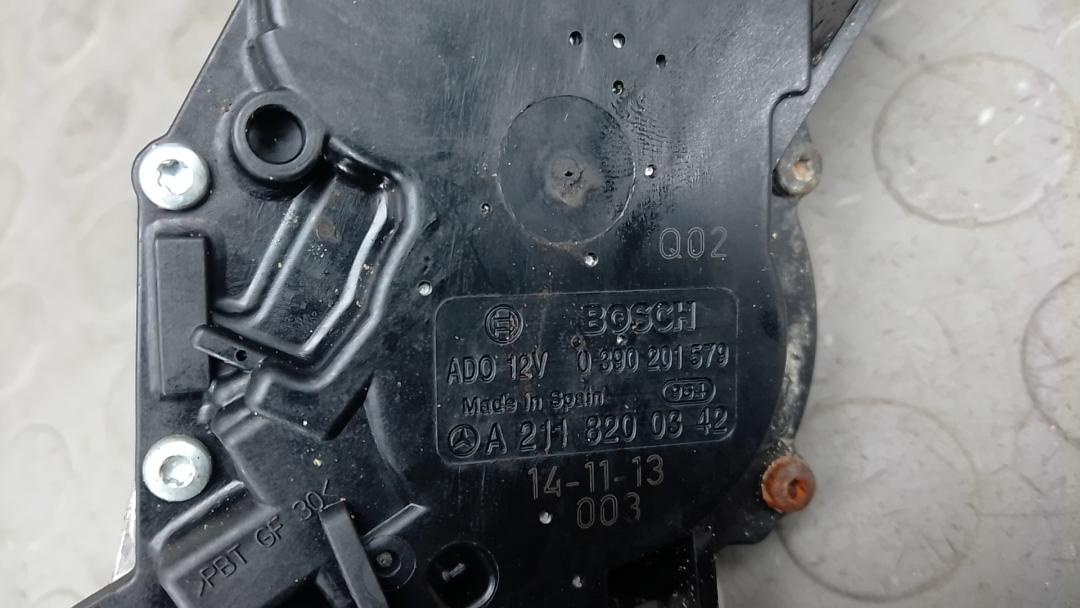 Q02
BOSCH
ADO 12V 0 390 201 579
Made in Spain 964
A 211 820 03 42
14-11-13
003
>PBT GF 30<